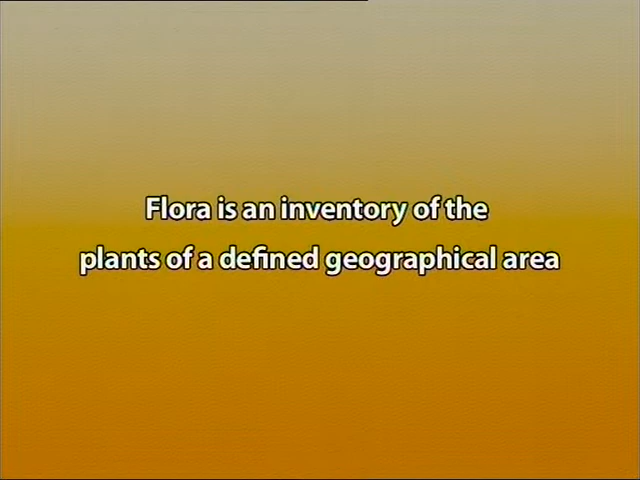 Flora is an inventory of the
plants of a defined geographical area